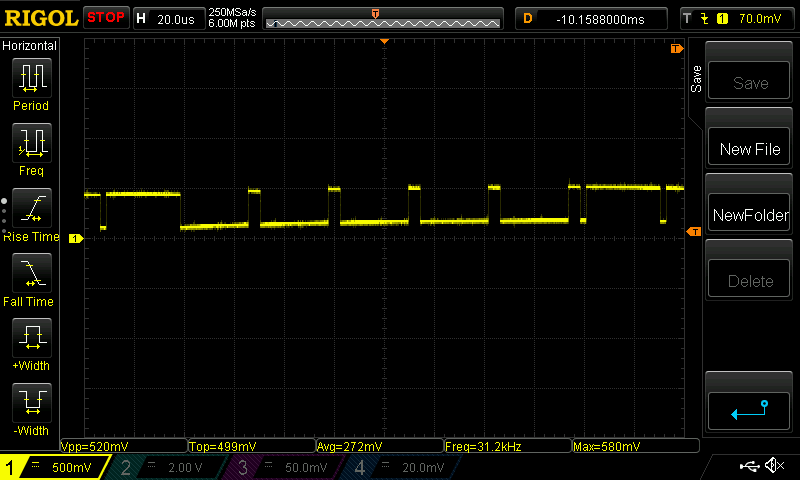 RIGOL STOP H 20.0us 250MSa/s D -10.1588000ms T 1 70.0mV
6.00M pts
T
Horizontal
Period
Freq
Rise Time
Fall Time
+Width
-Width
T
1
T
Save
Save
New File
NewFolder
Delete
Vpp=520mV Top=499mV Avg=272mV Freq=31.2kHz Max=580mV
1 500mV 2 2.00 V 3 50.0mV 4 20.0mV